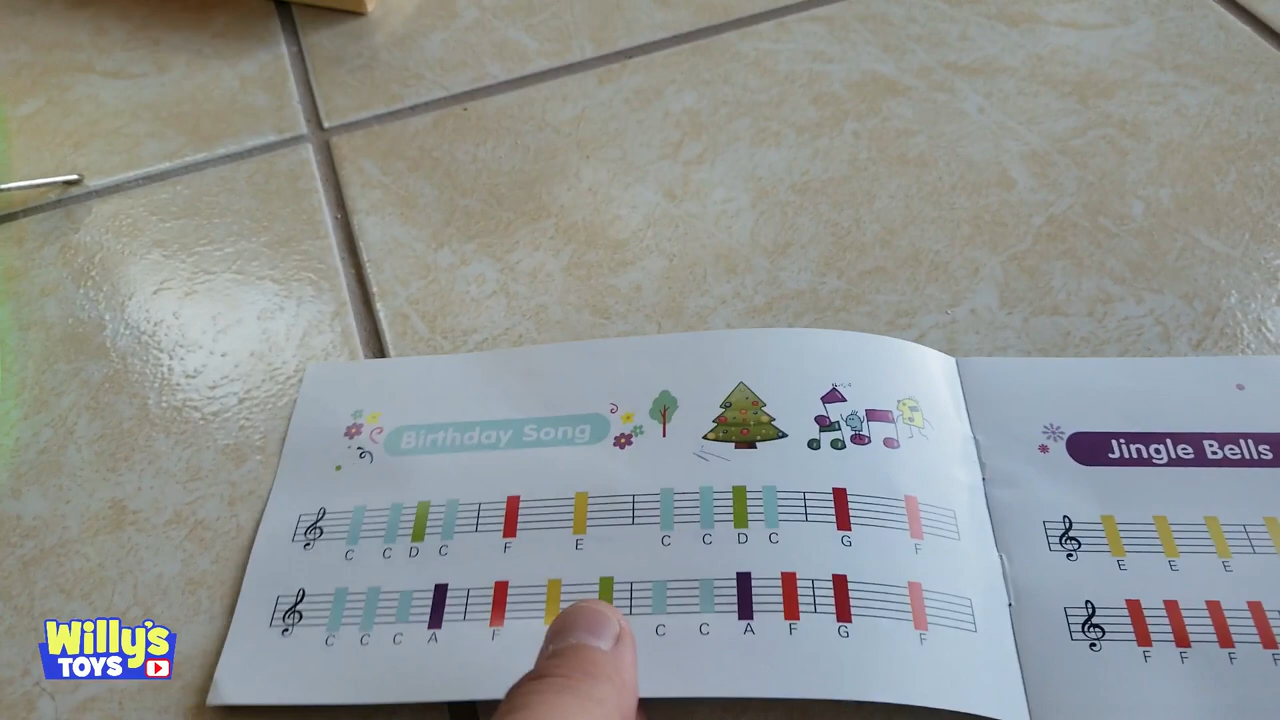 Birthday Song
C C D C F E C C D C G F
C C C A F C C A F G F
Jingle Bells
E E E
F F F F
Willy's
TOYS